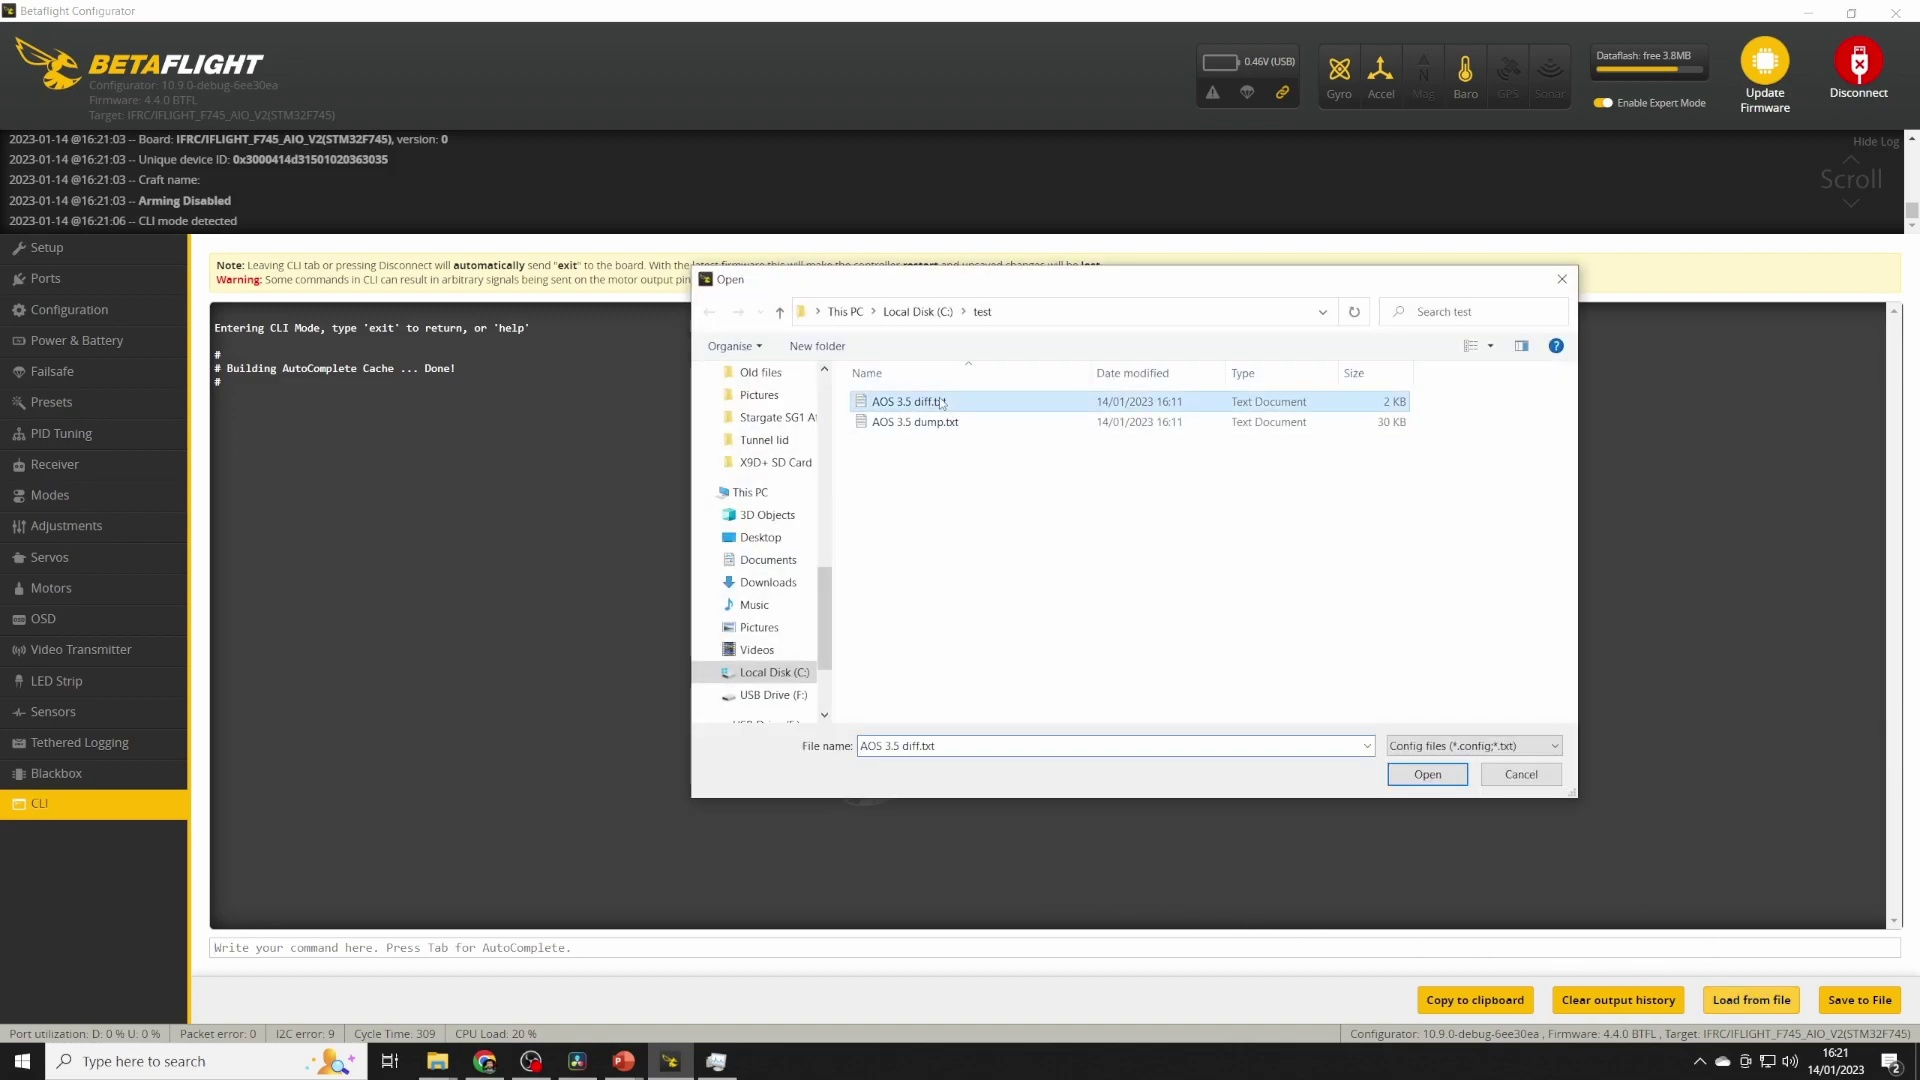 Betaflight Configurator
BETAFLIGHT
Configurator: 10.9.0-debug-6ee30ea
Firmware: 4.4.0 BTFL
Target: IFRC/IFLIGHT_F745_AIO_V2(STM32F745)
0.46V (USB)
Gyro
Accel
Mag
Baro
GPS
Sonar
Dataflash: free 3.8MB
Enable Expert Mode
Update
Firmware
Disconnect
2023-01-14 @16:21:03 -- Board: IFRC/IFLIGHT_F745_AIO_V2(STM32F745), version: 0
2023-01-14 @16:21:03 -- Unique device ID: 0x3000414d31501020363035
2023-01-14 @16:21:03 -- Craft name:
2023-01-14 @16:21:03 -- Arming Disabled
2023-01-14 @16:21:06 -- CLI mode detected
Hide Log
Scroll
Setup
Ports
Configuration
Power & Battery
Failsafe
Presets
PID Tuning
Receiver
Modes
Adjustments
Servos
Motors
OSD
Video Transmitter
LED Strip
Sensors
Tethered Logging
Blackbox
CLI
Note: Leaving CLI tab or pressing Disconnect will automatically send "exit" to the board. With the latest firmware this will make the controller restart and unsaved changes will be lost.
Warning: Some commands in CLI can result in arbitrary signals being sent on the motor output pin
Entering CLI Mode, type 'exit' to return, or 'help'
#
# Building AutoComplete Cache ... Done!
#
Open
This PC
Local Disk (C:)
test
Search test
Organise
New folder
Old files
Pictures
Stargate SG1 A
Tunnel lid
X9D+ SD Card
This PC
3D Objects
Desktop
Documents
Downloads
Music
Pictures
Videos
Local Disk (C:)
USB Drive (F:)
Name Date modified Type Size
AOS 3.5 diff.txt 14/01/2023 16:11 Text Document 2 KB
AOS 3.5 dump.txt 14/01/2023 16:11 Text Document 30 KB
File name: AOS 3.5 diff.txt
Config files (*.config;*.txt)
Open
Cancel
Write your command here. Press Tab for AutoComplete.
Copy to clipboard
Clear output history
Load from file
Save to File
Port utilization: D: 0 % U: 0 %
Packet error: 0
I2C error: 9
Cycle Time: 309
CPU Load: 20 %
Configurator: 10.9.0-debug-6ee30ea , Firmware: 4.4.0 BTFL , Target: IFRC/IFLIGHT_F745_AIO_V2(STM32F745)
Type here to search
16:21
14/01/2023
2